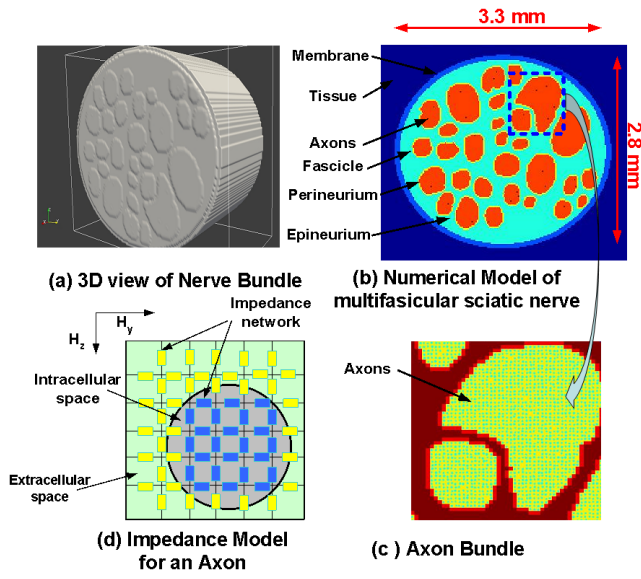 3.3 mm
Membrane
Tissue
Axons
Fascicle
Perineurium
Epineurium
2.8 mm
(a) 3D view of Nerve Bundle
(b) Numerical Model of
multifasicular sciatic nerve
Impedance
network
H_y
H_z
Intracellular
space
Extracellular
space
Axons
(d) Impedance Model
for an Axon
(c ) Axon Bundle